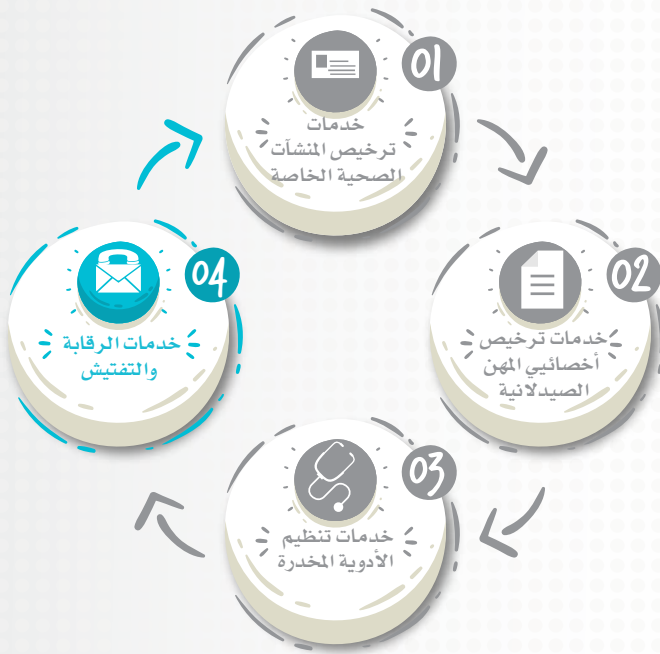 01
خدمات
ترخيص المنشآت
الصحية الخاصة
02
خدمات ترخيص
أخصائيي المهن
الصيدلانية
03
خدمات تنظيم
الأدوية المخدرة
04
خدمات الرقابة
والتفتيش